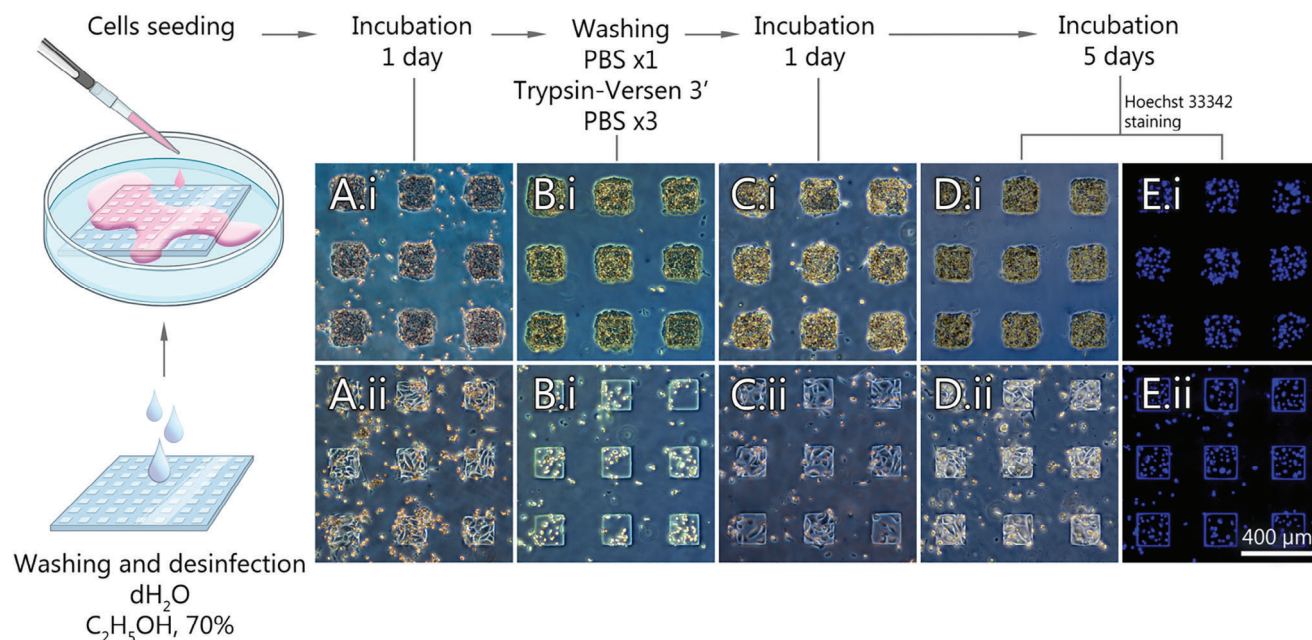 Cells seeding
Incubation
1 day
Washing
PBS x1
Trypsin-Versen 3’
PBS x3
Incubation
1 day
Incubation
5 days
Hoechst 33342
staining
A.i
B.i
C.i
D.i
E.i
A.ii
B.i
C.ii
D.ii
E.ii
400 μm
Washing and desinfection
dH₂O
C₂H₅OH, 70%